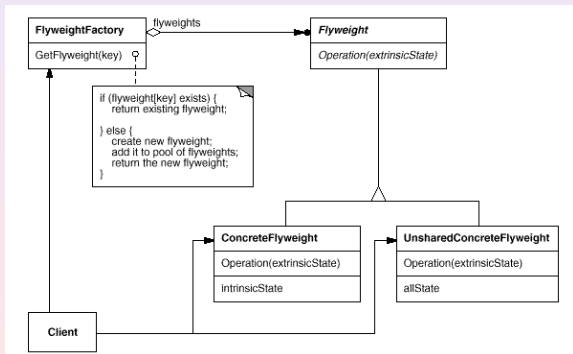 FlyweightFactory
flyweights
Flyweight
GetFlyweight(key)
Operation(extrinsicState)
if (flyweight[key] exists) {
return existing flyweight;
} else {
create new flyweight;
add it to pool of flyweights;
return the new flyweight;
}
ConcreteFlyweight
Operation(extrinsicState)
intrinsicState
UnsharedConcreteFlyweight
Operation(extrinsicState)
allState
Client